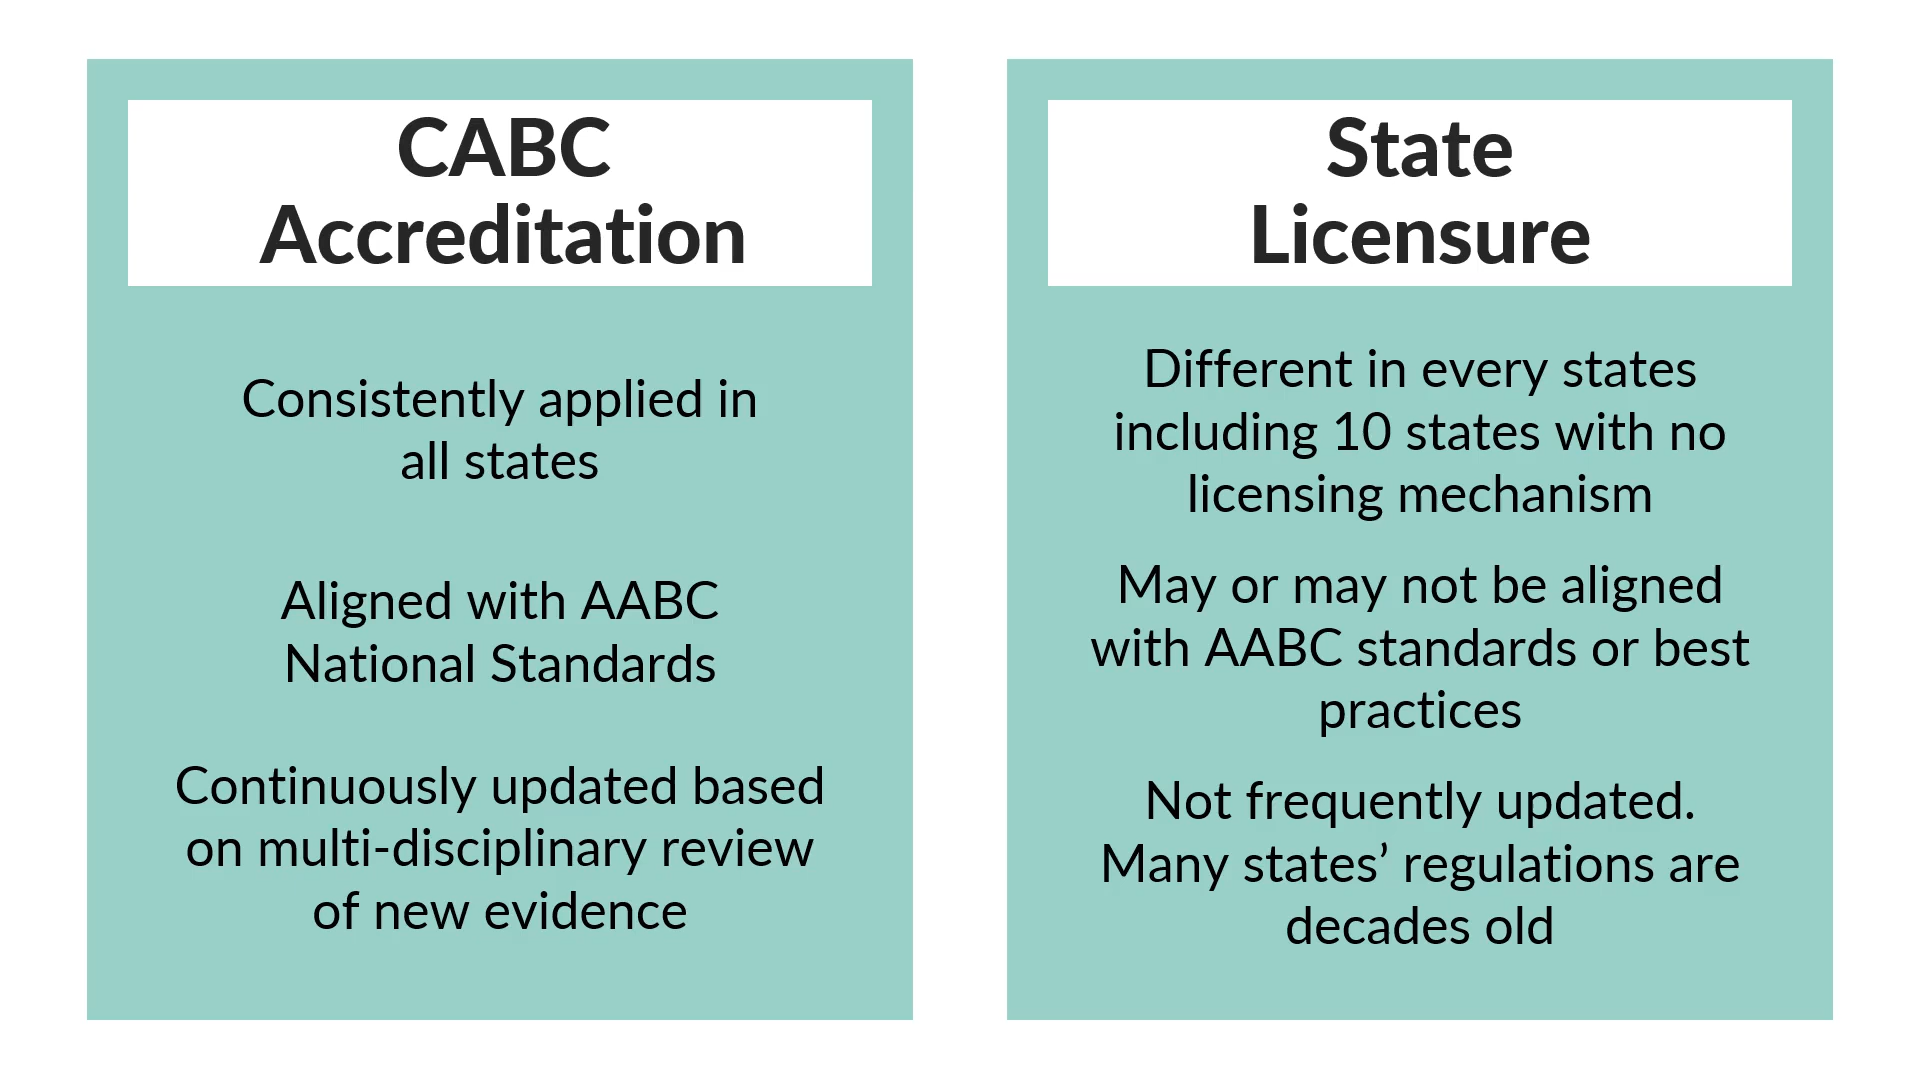 CABC
Accreditation
Consistently applied in
all states
Aligned with AABC
National Standards
Continuously updated based
on multi-disciplinary review
of new evidence
State
Licensure
Different in every states
including 10 states with no
licensing mechanism
May or may not be aligned
with AABC standards or best
practices
Not frequently updated.
Many states’ regulations are
decades old